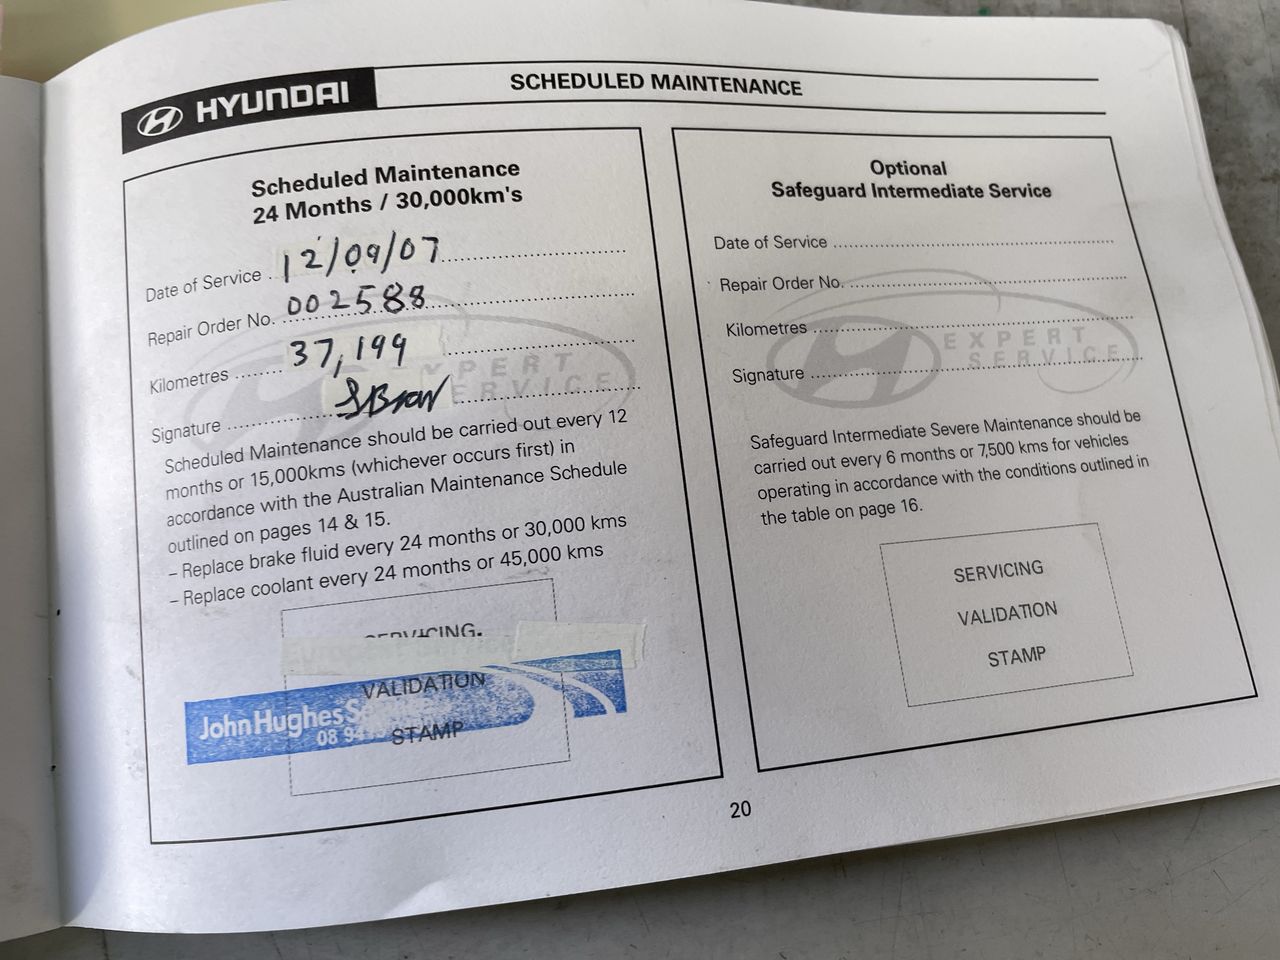 HYUNDAI
SCHEDULED MAINTENANCE
Scheduled Maintenance
24 Months / 30,000km's
Date of Service 12/09/07
Repair Order No. 002588
Kilometres 37,199
Signature
EXPERT
SERVICE
Scheduled Maintenance should be carried out every 12
months or 15,000kms (whichever occurs first) in
accordance with the Australian Maintenance Schedule
outlined on pages 14 & 15.
– Replace brake fluid every 24 months or 30,000 kms
– Replace coolant every 24 months or 45,000 kms
SERVICING
VALIDATION
STAMP
John Hughes
08
Optional
Safeguard Intermediate Service
Date of Service
Repair Order No.
Kilometres
Signature
EXPERT
SERVICE
Safeguard Intermediate Severe Maintenance should be
carried out every 6 months or 7,500 kms for vehicles
operating in accordance with the conditions outlined in
the table on page 16.
SERVICING
VALIDATION
STAMP
20